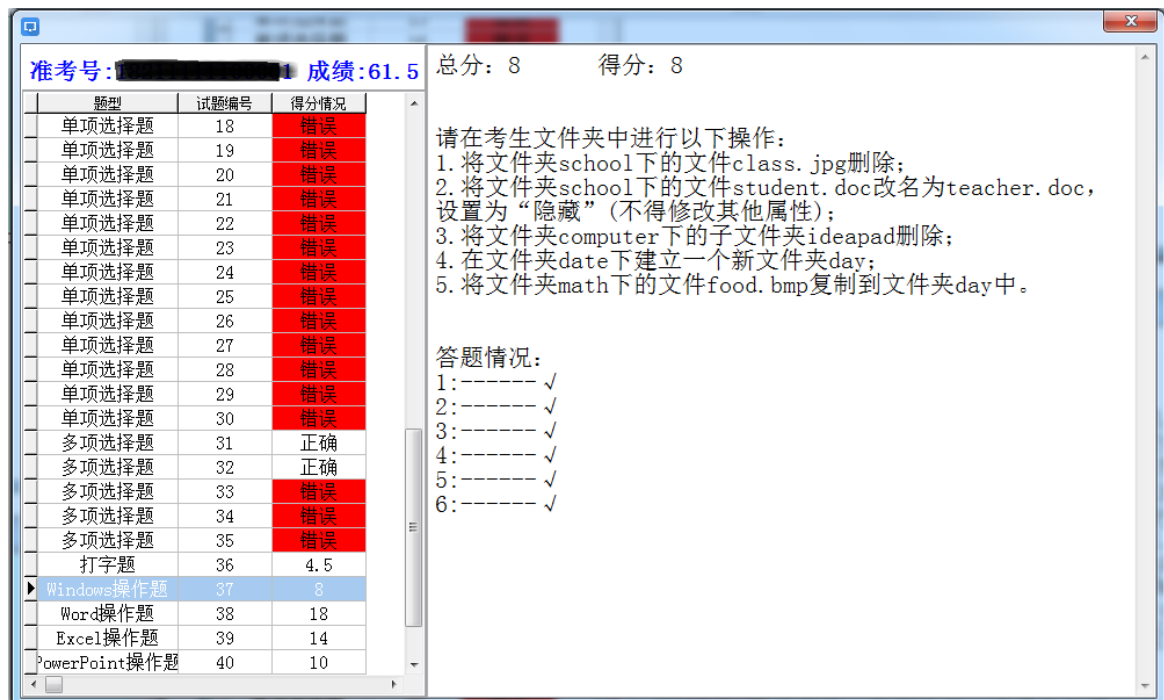 准考号: 成绩:61.5
题型 试题编号 得分情况
单项选择题 18 错误
单项选择题 19 错误
单项选择题 20 错误
单项选择题 21 错误
单项选择题 22 错误
单项选择题 23 错误
单项选择题 24 错误
单项选择题 25 错误
单项选择题 26 错误
单项选择题 27 错误
单项选择题 28 错误
单项选择题 29 错误
单项选择题 30 错误
多项选择题 31 正确
多项选择题 32 正确
多项选择题 33 错误
多项选择题 34 错误
多项选择题 35 错误
打字题 36 4.5
Windows操作题 37 8
Word操作题 38 18
Excel操作题 39 14
PowerPoint操作题 40 10
总分: 8 得分: 8
请在考生文件夹中进行以下操作:
1.将文件夹school下的文件class.jpg删除;
2.将文件夹school下的文件student.doc改名为teacher.doc,
设置为“隐藏”(不得修改其他属性);
3.将文件夹computer下的子文件夹ideapad删除;
4.在文件夹date下建立一个新文件夹day;
5.将文件夹math下的文件food.bmp复制到文件夹day中。
答题情况:
1:------ √
2:------ √
3:------ √
4:------ √
5:------ √
6:------ √